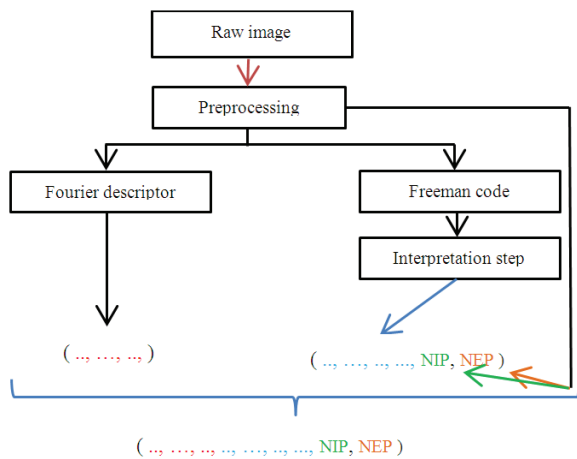 Raw image
Preprocessing
Fourier descriptor
Freeman code
Interpretation step
( .., …, .., )
( .., …, .., ..., NIP, NEP )
( .., …, .., .., …, .., ..., NIP, NEP )